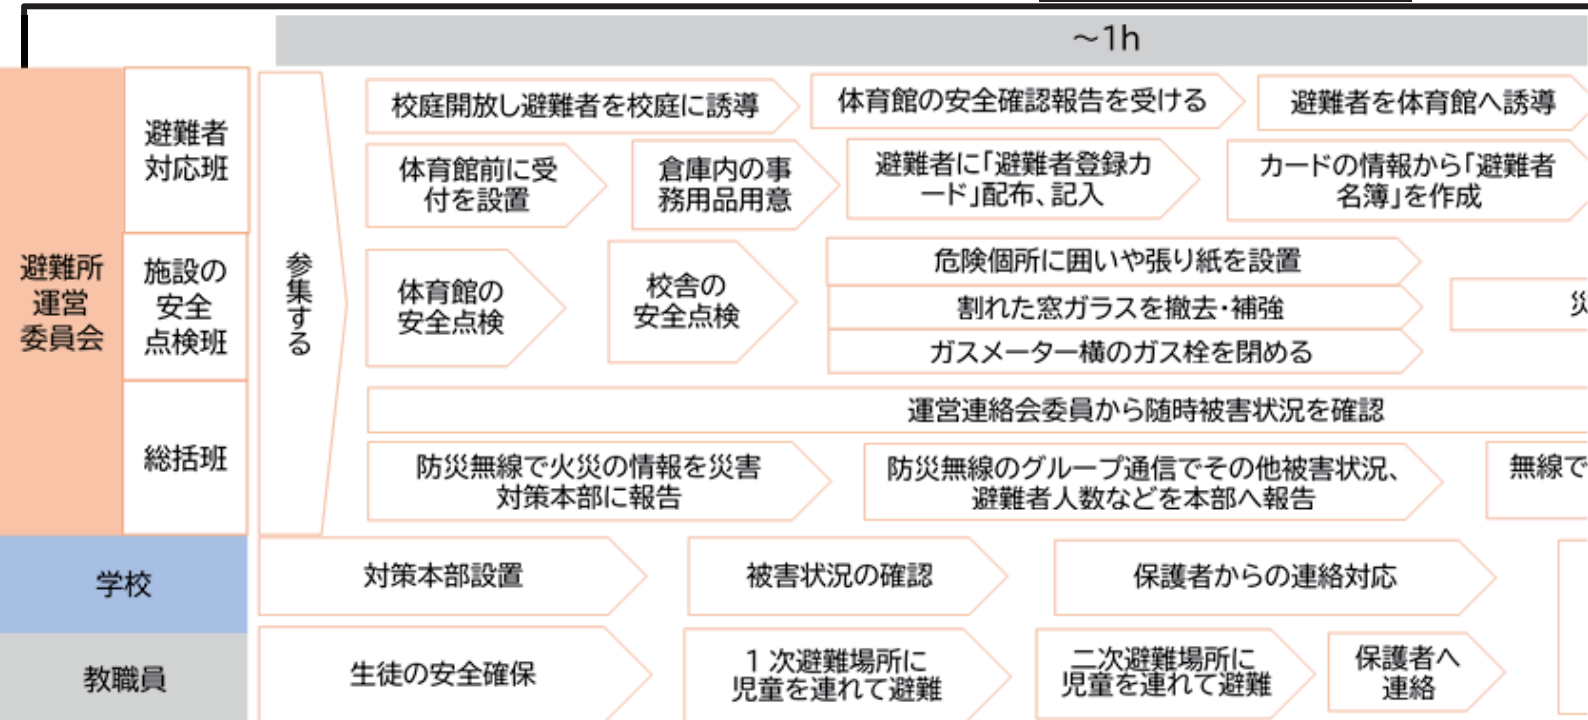 ～1h
避難所
運営
委員会
避難者
対応班
参集する
校庭開放し避難者を校庭に誘導
体育館の安全確認報告を受ける
避難者を体育館へ誘導
体育館前に受
付を設置
倉庫内の事
務用品用意
避難者に「避難者登録カ
ード」配布、記入
カードの情報から「避難者
名簿」を作成
施設の
安全
点検班
体育館の
安全点検
校舎の
安全点検
危険個所に囲いや張り紙を設置
割れた窓ガラスを撤去・補強
ガスメーター横のガス栓を閉める
総括班
運営連絡会委員から随時被害状況を確認
防災無線で火災の情報を災害
対策本部に報告
防災無線のグループ通信でその他被害状況、
避難者人数などを本部へ報告
無線で
学校
対策本部設置
被害状況の確認
保護者からの連絡対応
教職員
生徒の安全確保
1 次避難場所に
児童を連れて避難
二次避難場所に
児童を連れて避難
保護者へ
連絡